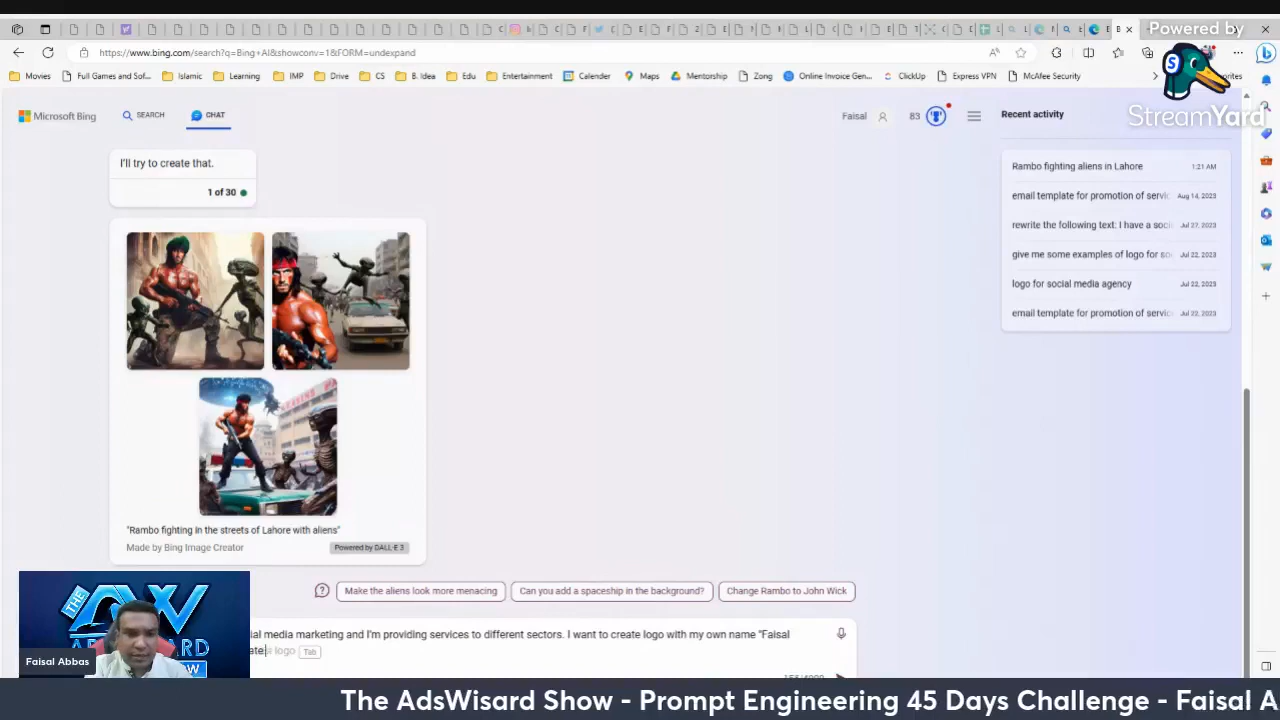 Powered by
https://www.bing.com/search?q=Bing+AI&showconv=1&FORM=undexpand
Movies Full Games and Sof... Islamic Learning IMP Drive CS B. Idea Edu Entertainment Calender Maps Mentorship Zong Online Invoice Gen... ClickUp Express VPN McAfee Security
StreamYard
Microsoft Bing SEARCH CHAT Faisal 83 Recent activity
I'll try to create that.
1 of 30
Rambo fighting aliens in Lahore 1:21 AM
email template for promotion of servic Aug 14, 2023
rewrite the following text: I have a soci Jul 27, 2023
give me some examples of logo for so Jul 22, 2023
logo for social media agency Jul 22, 2023
email template for promotion of servic Jul 22, 2023
"Rambo fighting in the streets of Lahore with aliens"
Made by Bing Image Creator Powered by DALL·E 3
Make the aliens look more menacing Can you add a spaceship in the background? Change Rambo to John Wick
ial media marketing and I'm providing services to different sectors. I want to create logo with my own name "Faisal
ate a logo Tab
THE
AW
Faisal Abbas
The AdsWisard Show - Prompt Engineering 45 Days Challenge - Faisal A